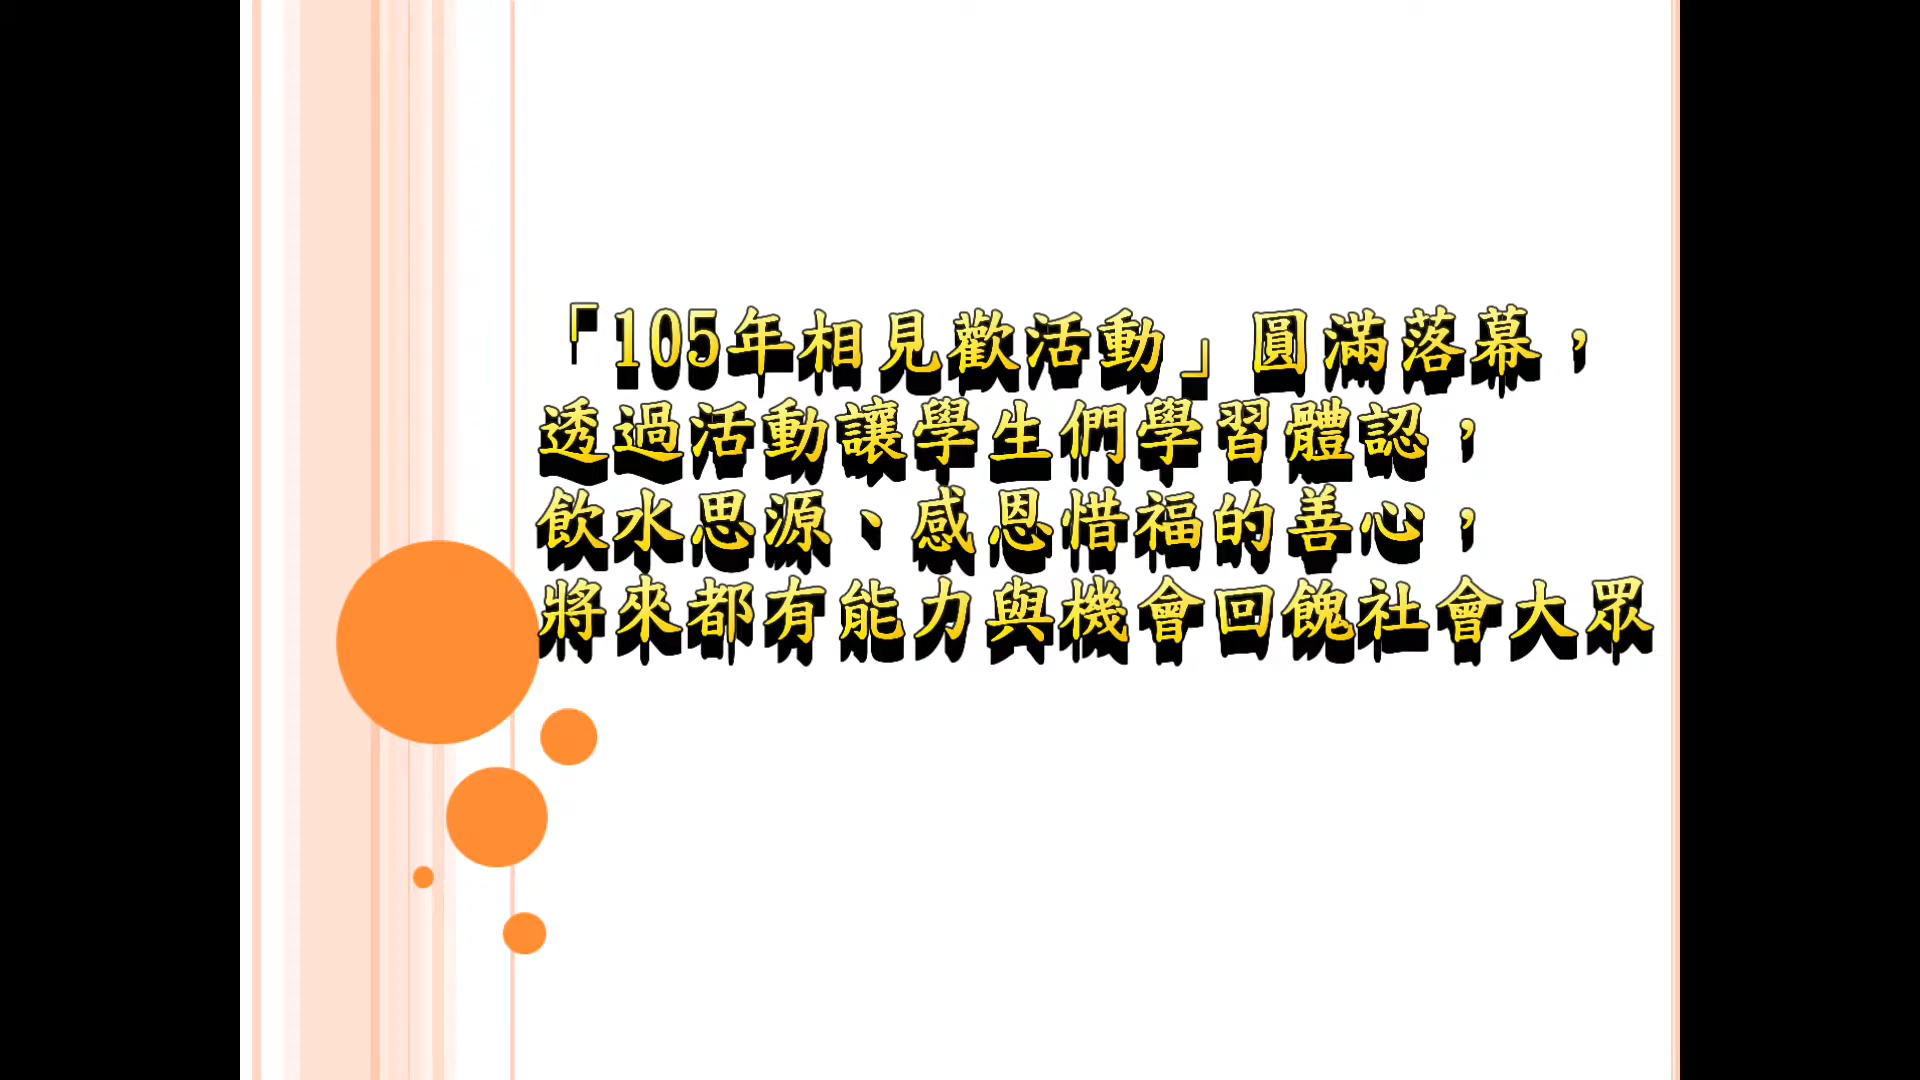 「105年相見歡活動」圓滿落幕，
透過活動讓學生們學習體認，
飲水思源、感恩惜福的善心，
將來都有能力與機會回餽社會大眾